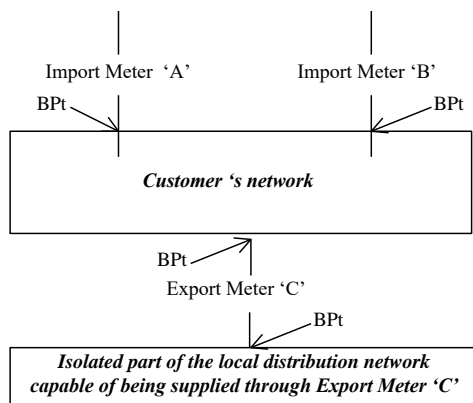 Import Meter ‘A’
Import Meter ‘B’
BPt
BPt
Customer ‘s network
BPt
Export Meter ‘C’
BPt
Isolated part of the local distribution network
capable of being supplied through Export Meter ‘C’